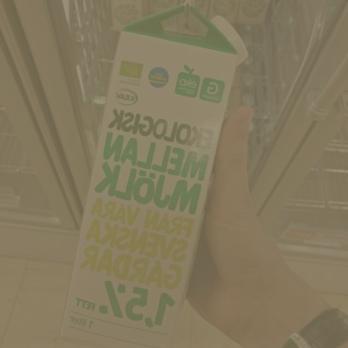 EKOLOGISK
MELLAN
MJÖLK
FRÅN VÅRA
SVENSKA
GÅRDAR
1,5% FETT
1 liter